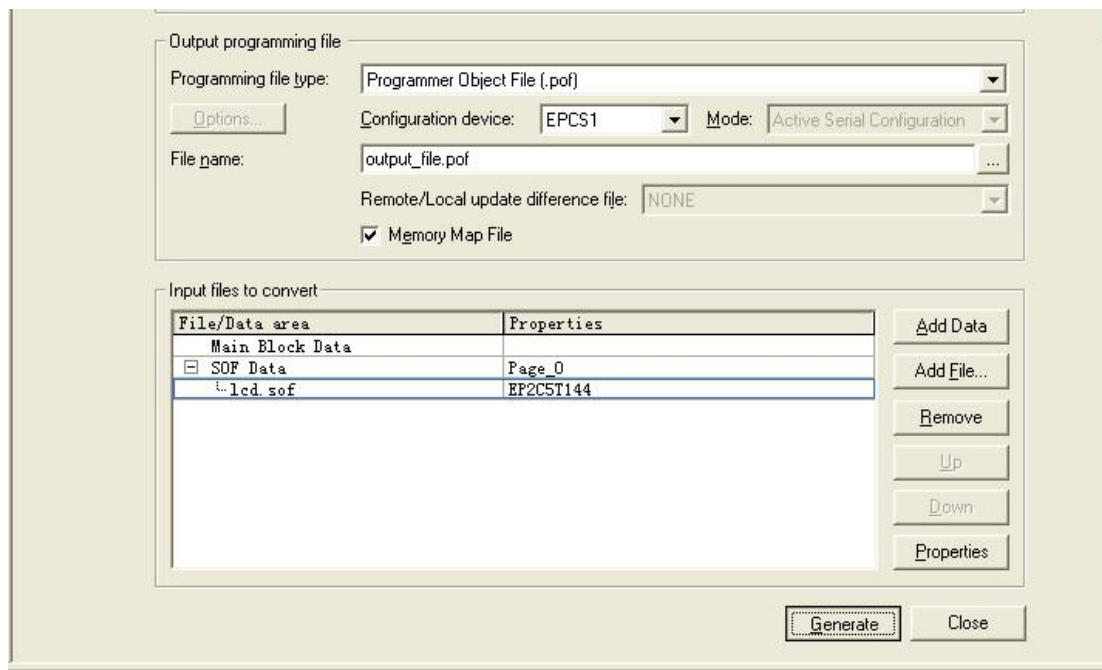 Output programming file
Programming file type: Programmer Object File (.pof)
Options... Configuration device: EPCS1 Mode: Active Serial Configuration
File name: output_file.pof ...
Remote/Local update difference file: NONE
Memory Map File
Input files to convert
File/Data area Properties Add Data
Main Block Data
SOF Data Page_0 Add File...
lcd.sof EP2C5T144
Remove
Up
Down
Properties
Generate Close